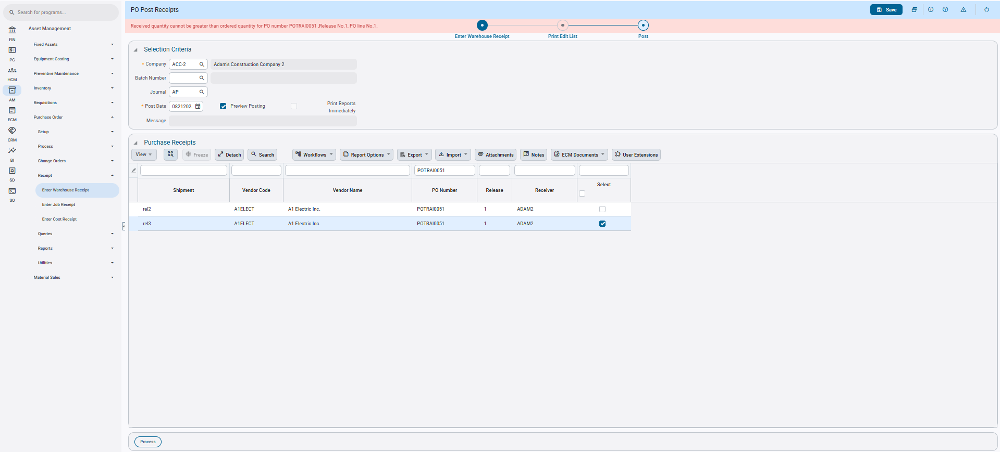 Search for programs...
FIN
PC
HCM
AM
ECM
CRM
BI
SD
SO
Asset Management
Fixed Assets
Equipment Costing
Preventive Maintenance
Inventory
Requisitions
Purchase Order
Setup
Process
Change Orders
Receipt
Enter Warehouse Receipt
Enter Job Receipt
Enter Cost Receipt
Queries
Reports
Utilities
Material Sales
PO Post Receipts
Save
Received quantity cannot be greater than ordered quantity for PO number POTRAI0051 ,Release No.1, PO line No.1.
Enter Warehouse Receipt
Print Edit List
Post
Selection Criteria
* Company ACC-2 Adam's Construction Company 2
Batch Number
Journal AP
* Post Date 0821202 Preview Posting Print Reports
Immediately
Message
Purchase Receipts
View Freeze Detach Search Workflows Report Options Export Import Attachments Notes ECM Documents User Extensions
POTRAI0051
Shipment Vendor Code Vendor Name PO Number Release Receiver Select
rel2 A1ELECT A1 Electric Inc. POTRAI0051 1 ADAM2
rel3 A1ELECT A1 Electric Inc. POTRAI0051 1 ADAM2
Process